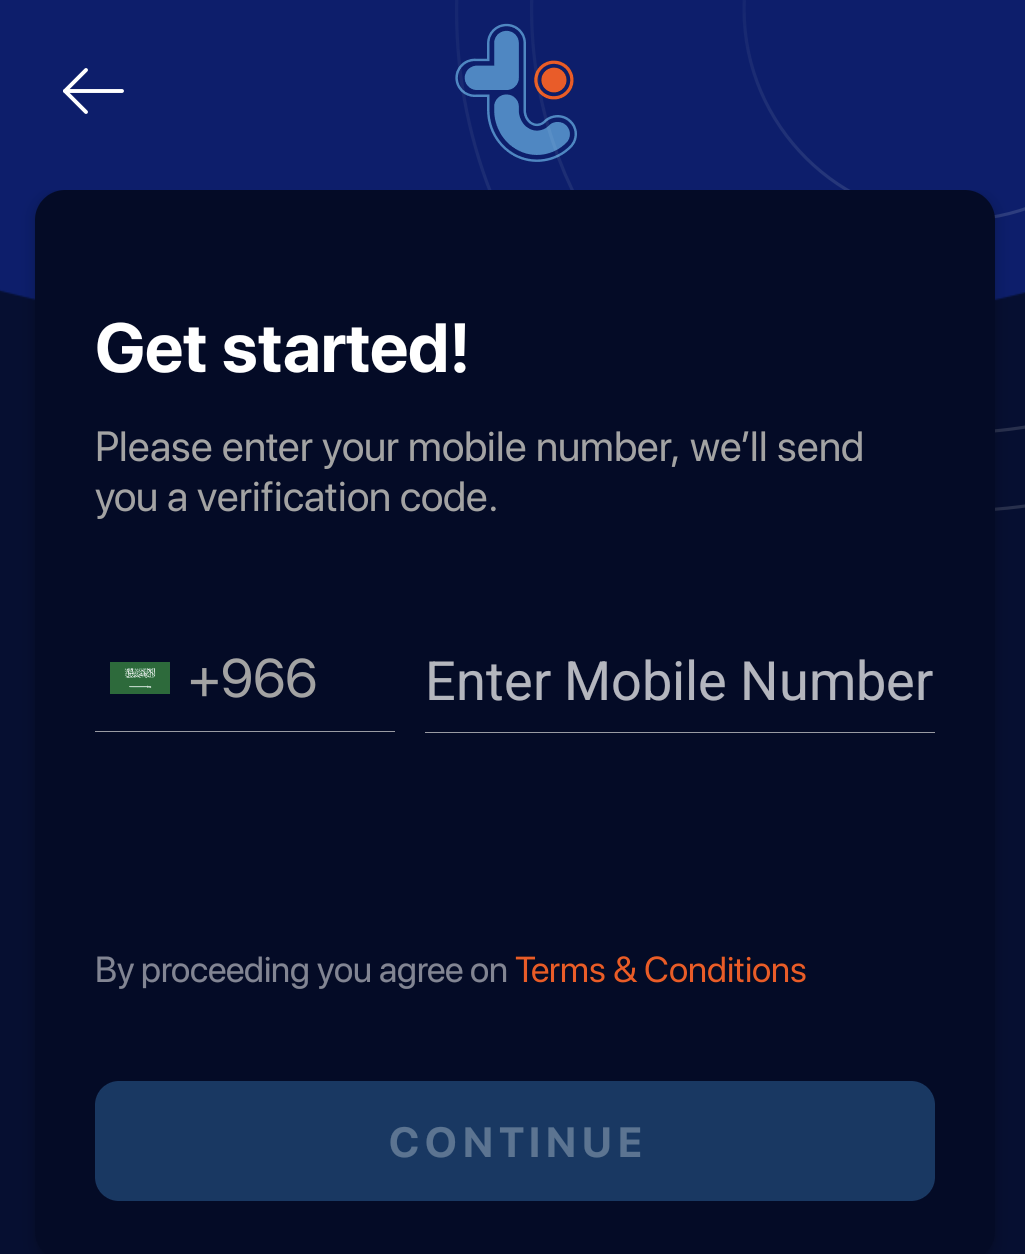 Get started!
Please enter your mobile number, we’ll send
you a verification code.
+966 Enter Mobile Number
By proceeding you agree on Terms & Conditions
CONTINUE